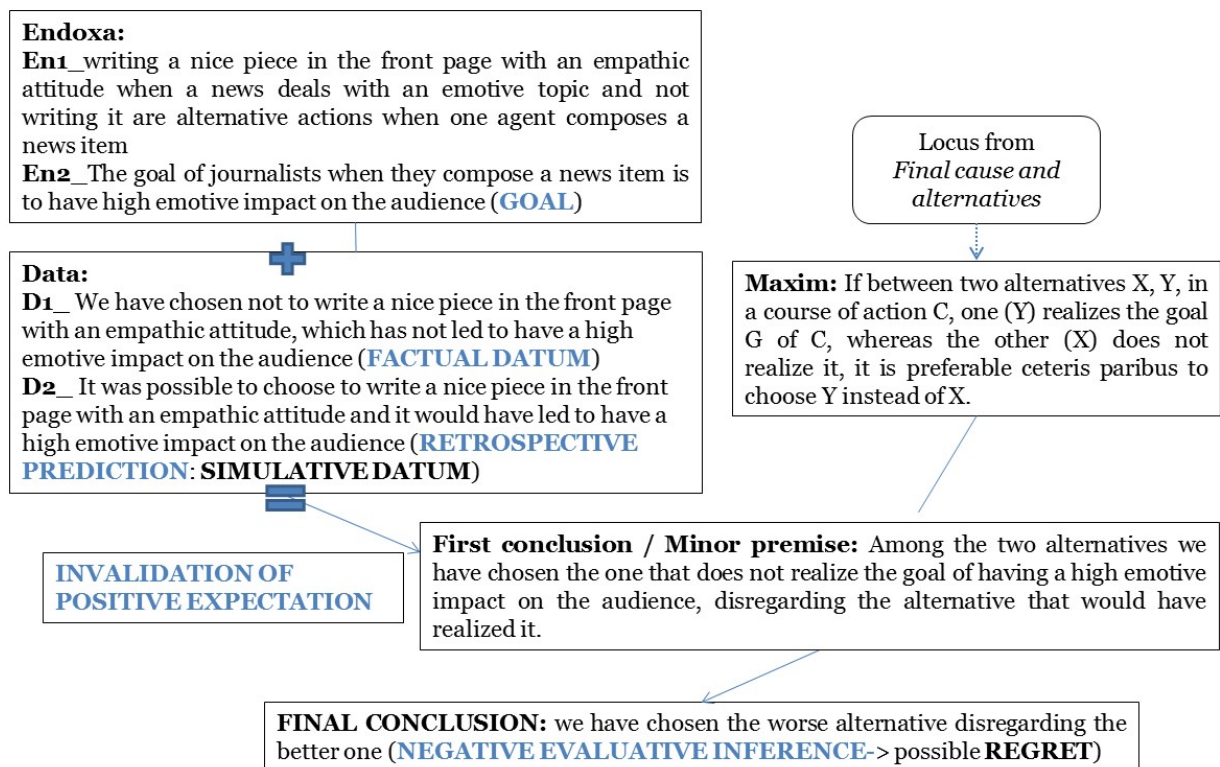 Endoxa:
En1_writing a nice piece in the front page with an empathic
attitude when a news deals with an emotive topic and not
writing it are alternative actions when one agent composes a
news item
En2_The goal of journalists when they compose a news item is
to have high emotive impact on the audience (GOAL)
Data:
D1_ We have chosen not to write a nice piece in the front page
with an empathic attitude, which has not led to have a high
emotive impact on the audience (FACTUAL DATUM)
D2_ It was possible to choose to write a nice piece in the front
page with an empathic attitude and it would have led to have a
high emotive impact on the audience (RETROSPECTIVE
PREDICTION: SIMULATIVE DATUM)
Locus from
Final cause and
alternatives
Maxim: If between two alternatives X, Y, in
a course of action C, one (Y) realizes the goal
G of C, whereas the other (X) does not
realize it, it is preferable ceteris paribus to
choose Y instead of X.
INVALIDATION OF
POSITIVE EXPECTATION
First conclusion / Minor premise: Among the two alternatives we
have chosen the one that does not realize the goal of having a high emotive
impact on the audience, disregarding the alternative that would have
realized it.
FINAL CONCLUSION: we have chosen the worse alternative disregarding the
better one (NEGATIVE EVALUATIVE INFERENCE-> possible REGRET)